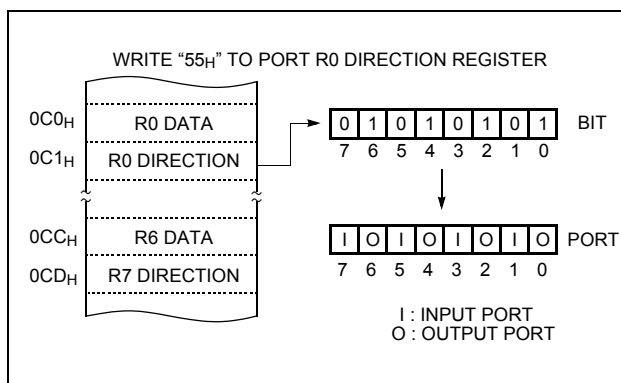 WRITE “55H” TO PORT R0 DIRECTION REGISTER
0C0H R0 DATA 0 1 0 1 0 1 0 1 BIT
0C1H R0 DIRECTION 7 6 5 4 3 2 1 0
0CCH R6 DATA I O I O I O I O PORT
0CDH R7 DIRECTION 7 6 5 4 3 2 1 0
I : INPUT PORT
O : OUTPUT PORT